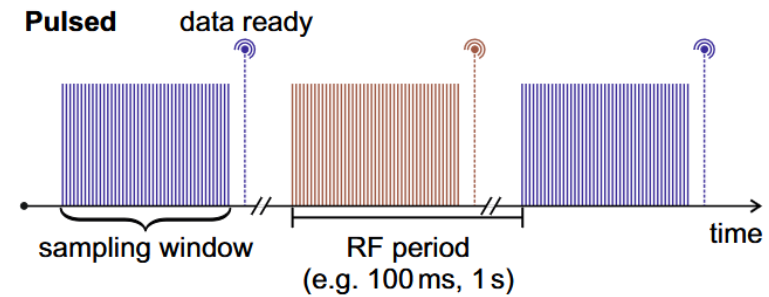 Pulsed data ready
sampling window
RF period
(e.g. 100 ms, 1 s)
time